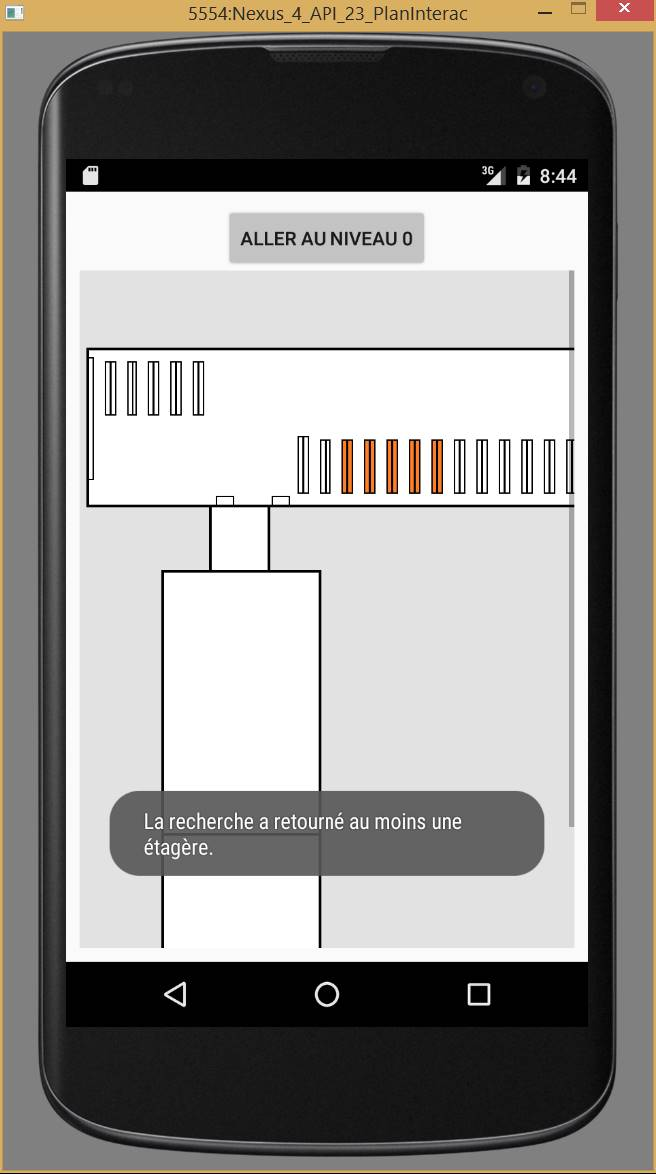 5554:Nexus_4_API_23_PlanInterac
3G 8:44
ALLER AU NIVEAU 0
La recherche a retourné au moins une
étagère.